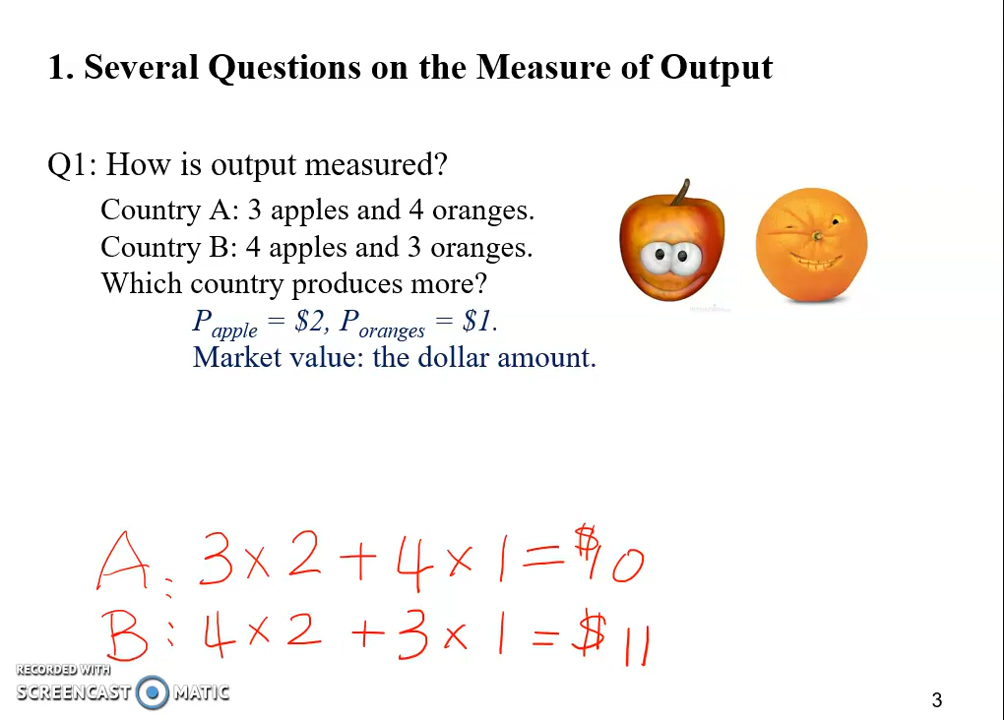 1. Several Questions on the Measure of Output
Q1: How is output measured?
Country A: 3 apples and 4 oranges.
Country B: 4 apples and 3 oranges.
Which country produces more?
P apple = $2, P oranges = $1.
Market value: the dollar amount.
A: 3 × 2 + 4 × 1 = $10
B: 4 × 2 + 3 × 1 = $11
RECORDED WITH
SCREENCAST MATIC
3